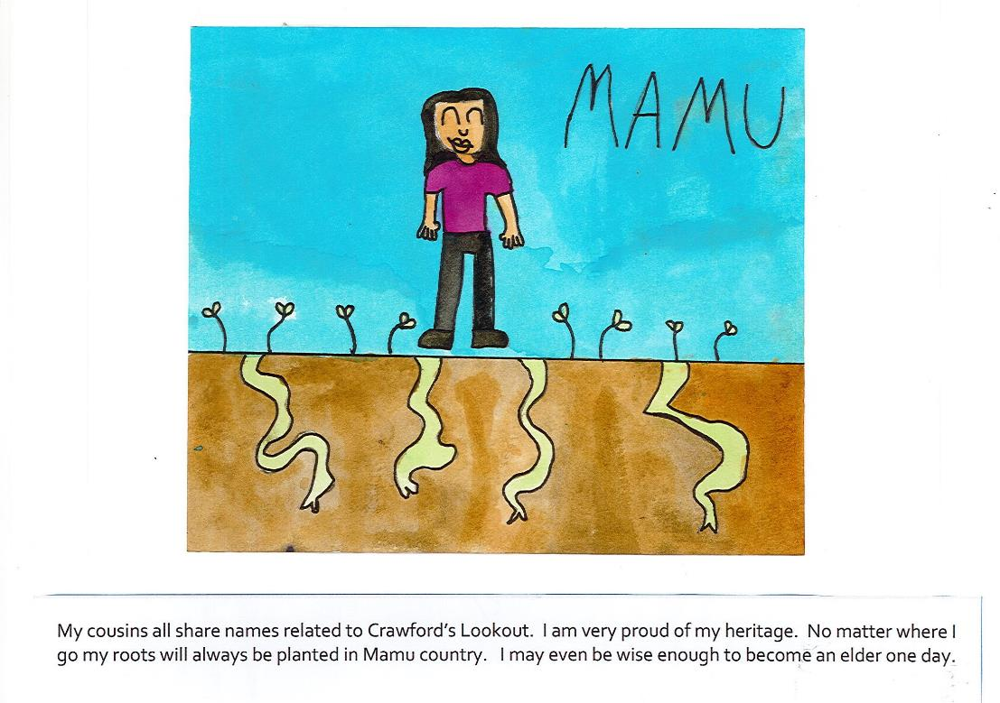 MAMU
My cousins all share names related to Crawford's Lookout.  I am very proud of my heritage.  No matter where I
go my roots will always be planted in Mamu country.   I may even be wise enough to become an elder one day.